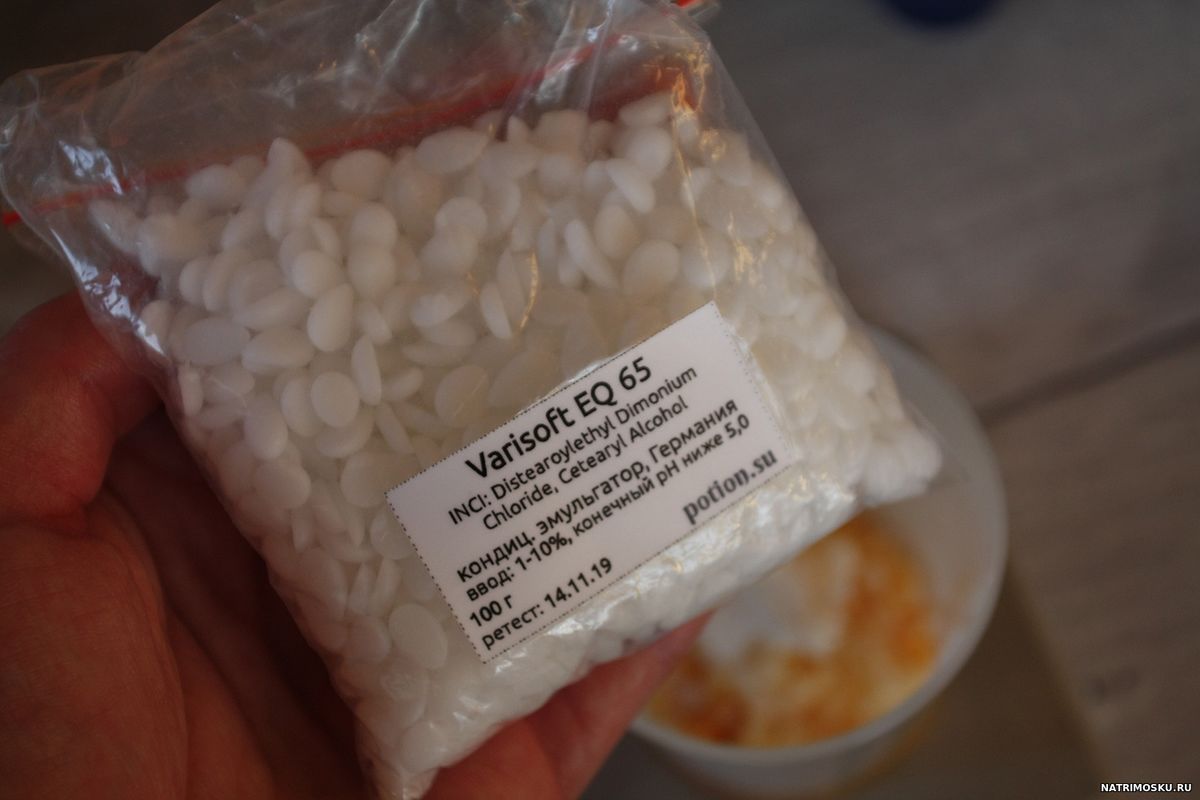 Varisoft EQ 65
INCI: Distearoylethyl Dimonium
Chloride, Cetearyl Alcohol
кондиц. эмульгатор, Германия
ввод: 1-10%, конечный pH ниже 5,0
100 г
potion.su
ретест: 14.11.19
NATRIMOSKU.RU